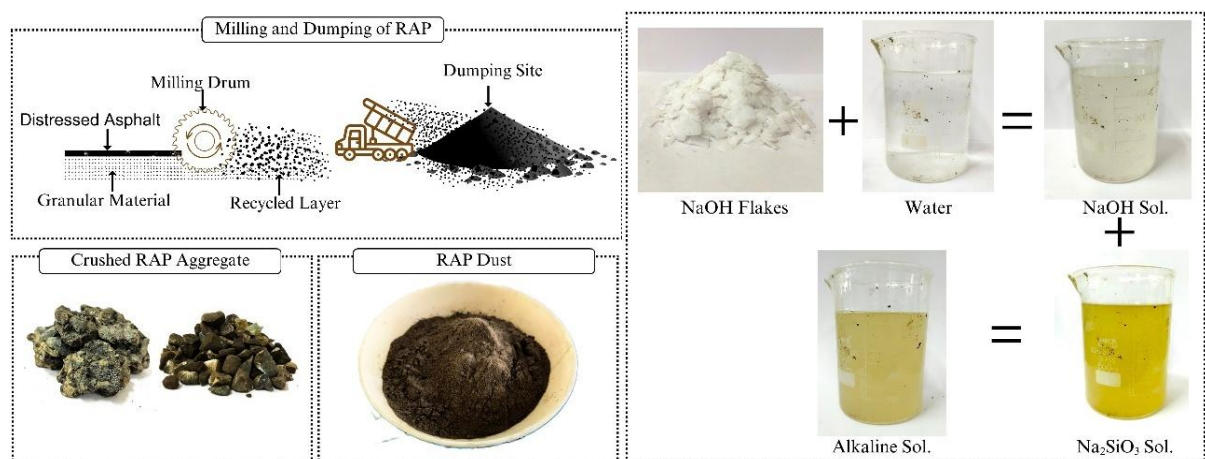 Milling and Dumping of RAP
Milling Drum
Dumping Site
Distressed Asphalt
Granular Material
Recycled Layer
Crushed RAP Aggregate
RAP Dust
NaOH Flakes
+
Water
=
NaOH Sol.
+
Alkaline Sol.
=
Na₂SiO₃ Sol.